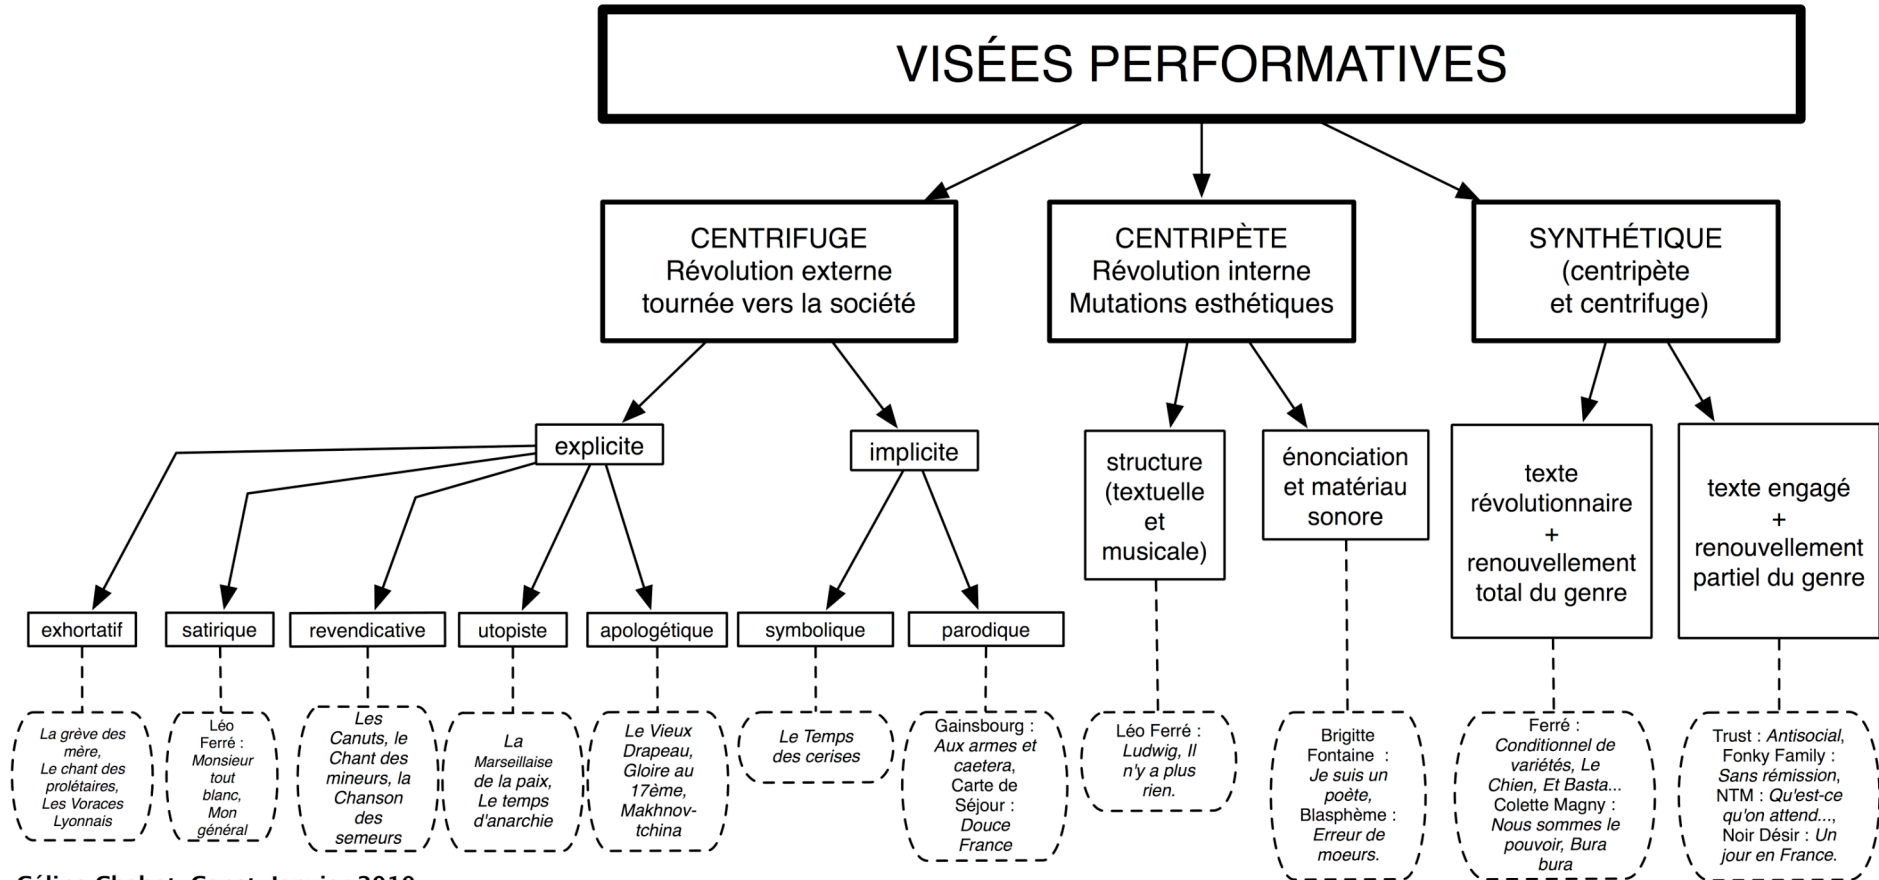 VISÉES PERFORMATIVES
CENTRIFUGE
Révolution externe
tournée vers la société
CENTRIPÈTE
Révolution interne
Mutations esthétiques
SYNTHÉTIQUE
(centripète
et centrifuge)
explicite
implicite
structure
(textuelle
et
musicale)
énonciation
et matériau
sonore
texte
révolutionnaire
+
renouvellement
total du genre
texte engagé
+
renouvellement
partiel du genre
exhortatif
satirique
revendicative
utopiste
apologétique
symbolique
parodique
La grève des
mère,
Le chant des
prolétaires,
Les Voraces
Lyonnais
Léo
Ferré :
Monsieur
tout
blanc,
Mon
général
Les
Canuts, le
Chant des
mineurs, la
Chanson
des
semeurs
La
Marseillaise
de la paix,
Le temps
d'anarchie
Le Vieux
Drapeau,
Gloire au
17ème,
Makhnov-
tchina
Le Temps
des cerises
Gainsbourg :
Aux armes et
caetera,
Carte de
Séjour :
Douce
France
Léo Ferré :
Ludwig, Il
n'y a plus
rien.
Brigitte
Fontaine :
Je suis un
poète,
Blasphème :
Erreur de
moeurs.
Ferré :
Conditionnel de
variétés, Le
Chien, Et Basta...
Colette Magny :
Nous sommes le
pouvoir, Bura
bura
Trust : Antisocial,
Fonky Family :
Sans rémission,
NTM : Qu'est-ce
qu'on attend...,
Noir Désir : Un
jour en France.